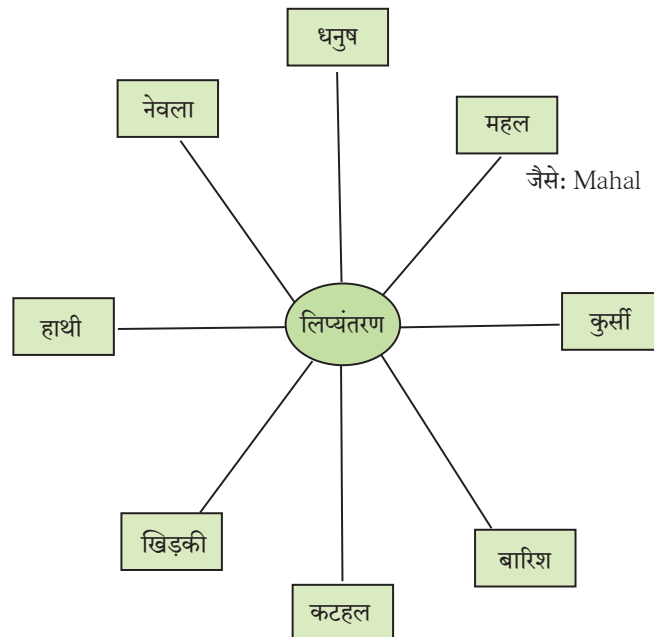 धनुष
नेवला
महल
जैसे: Mahal
हाथी
लिप्यंतरण
कुर्सी
खिड़की
बारिश
कटहल